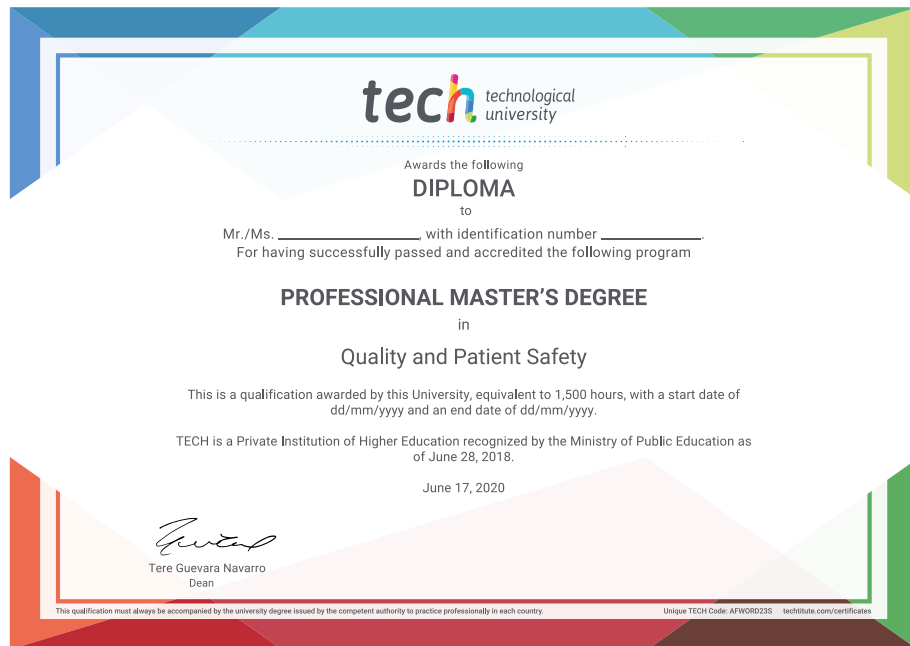 tech technological
university
Awards the following
DIPLOMA
to
Mr./Ms. ____________________, with identification number ______________.
For having successfully passed and accredited the following program
PROFESSIONAL MASTER'S DEGREE
in
Quality and Patient Safety
This is a qualification awarded by this University, equivalent to 1,500 hours, with a start date of
dd/mm/yyyy and an end date of dd/mm/yyyy.
TECH is a Private Institution of Higher Education recognized by the Ministry of Public Education as
of June 28, 2018.
June 17, 2020
Tere Guevara Navarro
Dean
This qualification must always be accompanied by the university degree issued by the competent authority to practice professionally in each country. Unique TECH Code: AFWORD23S techtitute.com/certificates